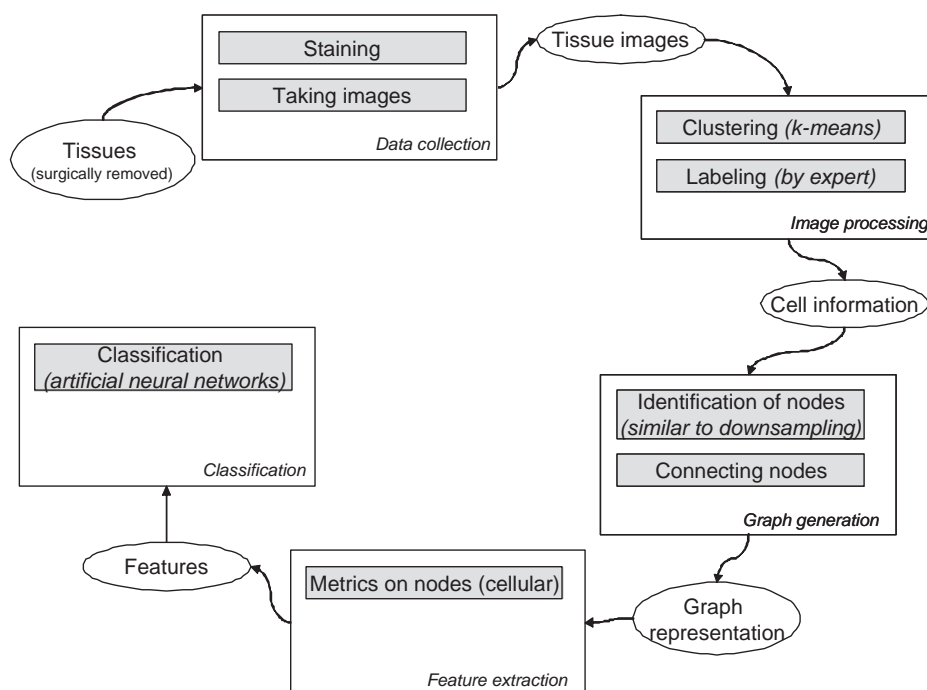 Tissues
(surgically removed)
Staining
Taking images
Data collection
Tissue images
Clustering (k-means)
Labeling (by expert)
Image processing
Cell information
Identification of nodes
(similar to downsampling)
Connecting nodes
Graph generation
Graph
representation
Metrics on nodes (cellular)
Feature extraction
Features
Classification
(artificial neural networks)
Classification